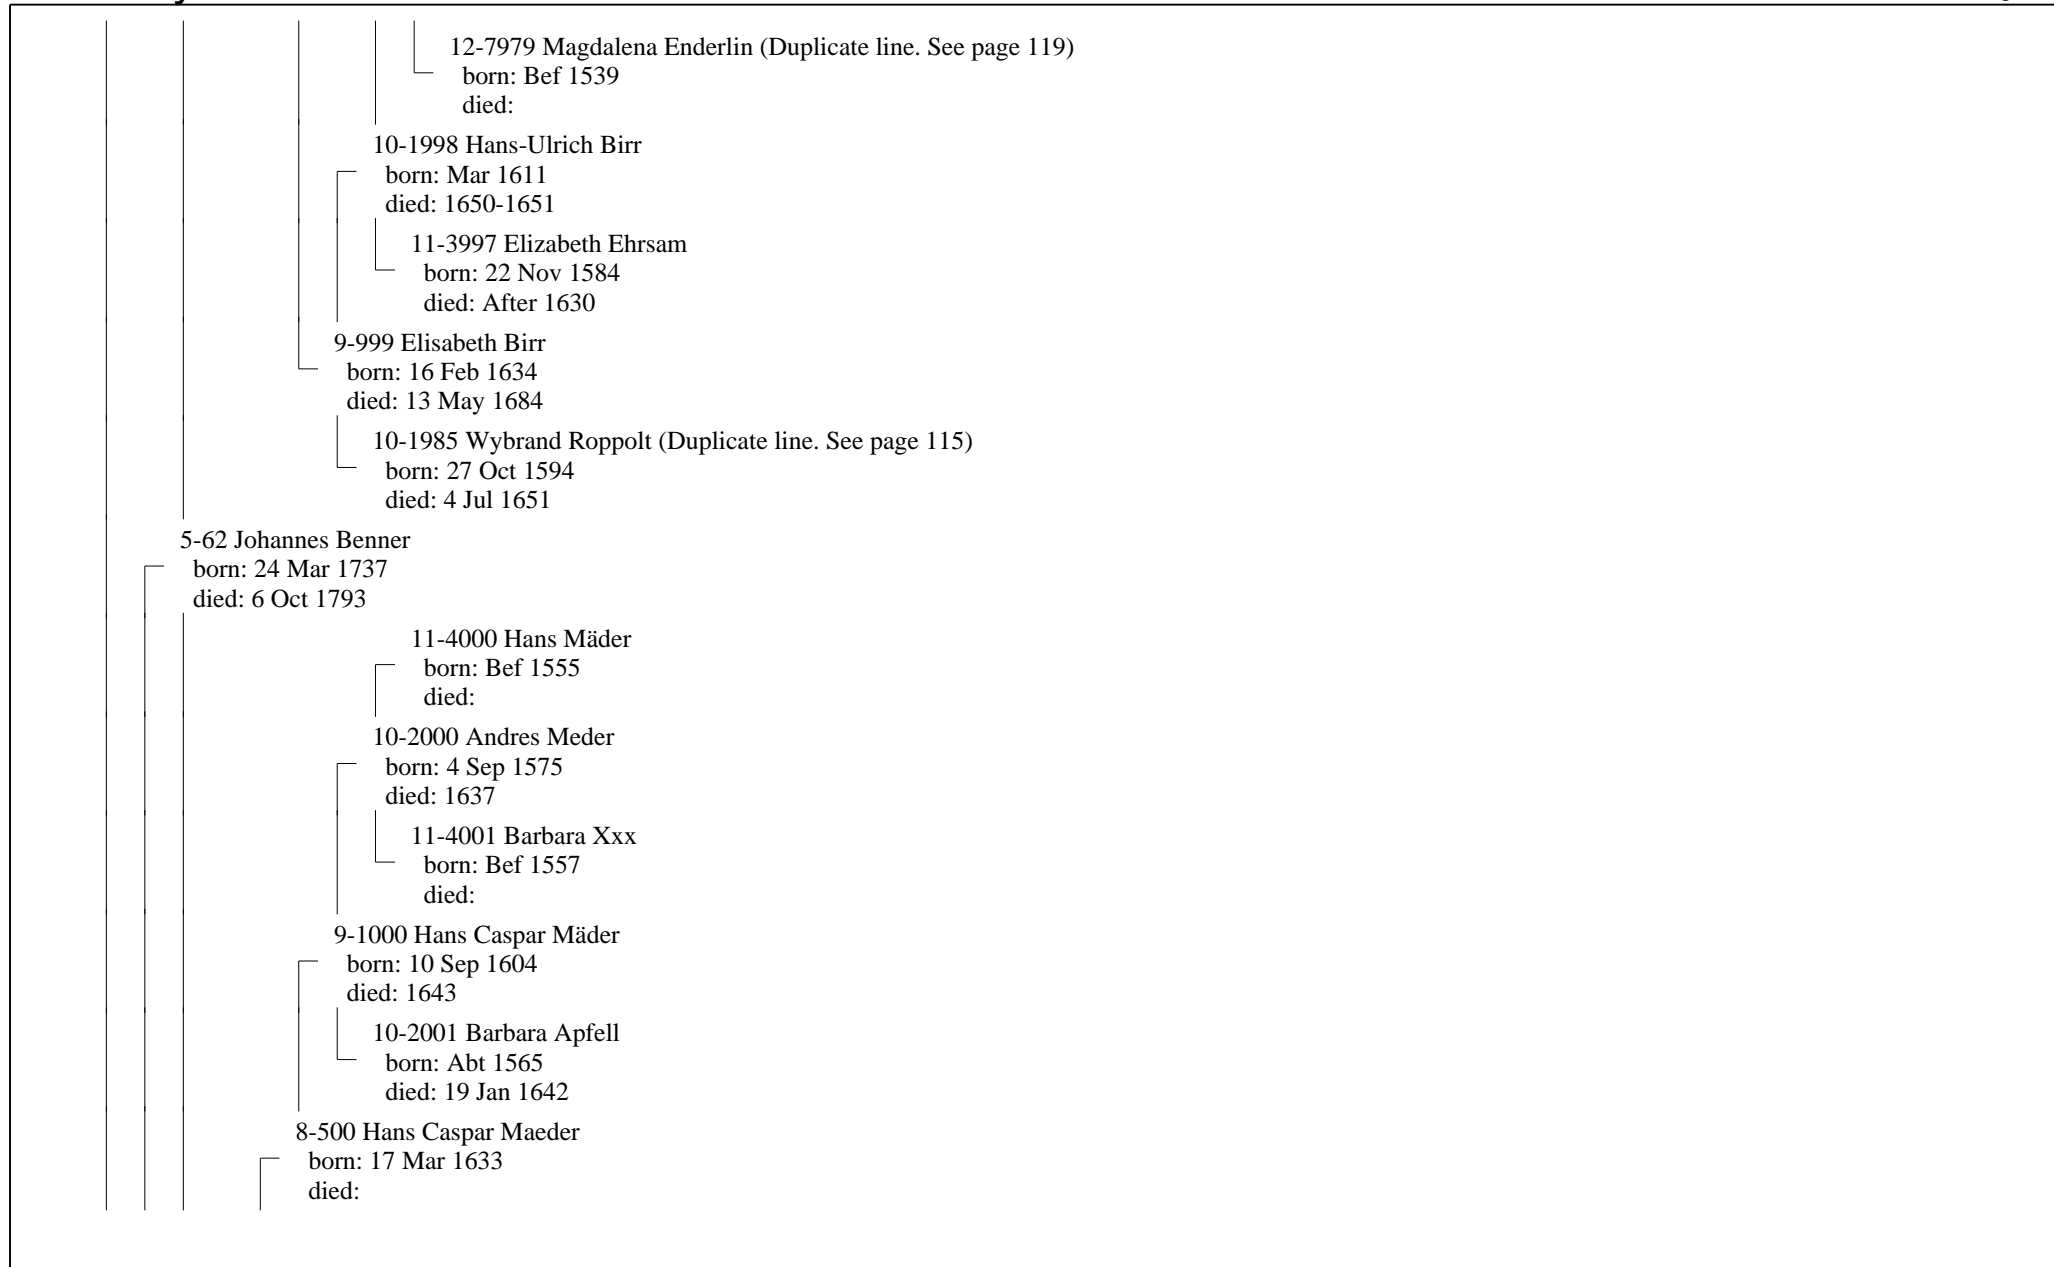 12-7979 Magdalena Enderlin (Duplicate line. See page 119)
born: Bef 1539
died:
10-1998 Hans-Ulrich Birr
born: Mar 1611
died: 1650-1651
11-3997 Elizabeth Ehrsam
born: 22 Nov 1584
died: After 1630
9-999 Elisabeth Birr
born: 16 Feb 1634
died: 13 May 1684
10-1985 Wybrand Roppolt (Duplicate line. See page 115)
born: 27 Oct 1594
died: 4 Jul 1651
5-62 Johannes Benner
born: 24 Mar 1737
died: 6 Oct 1793
11-4000 Hans Mäder
born: Bef 1555
died:
10-2000 Andres Meder
born: 4 Sep 1575
died: 1637
11-4001 Barbara Xxx
born: Bef 1557
died:
9-1000 Hans Caspar Mäder
born: 10 Sep 1604
died: 1643
10-2001 Barbara Apfell
born: Abt 1565
died: 19 Jan 1642
8-500 Hans Caspar Maeder
born: 17 Mar 1633
died: